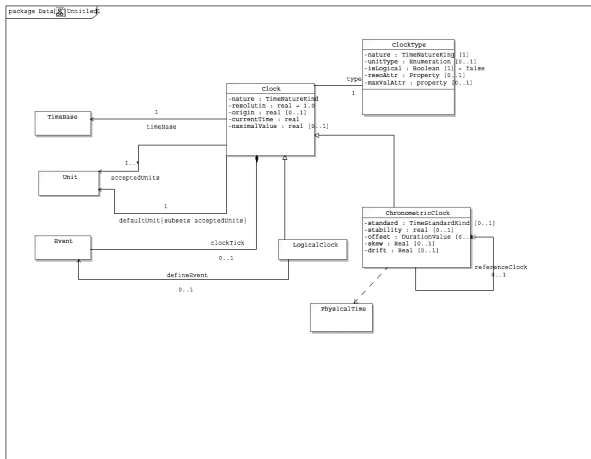 package Data[ Untitled1
ClockType
-nature : TimeNatureKing [1]
-unitType : Enumeration [0..1]
-isLogical : Boolean [1] = false
-resoAttr : Property [0..1]
-maxValAttr : property [0..1]
type
1
Clock
-nature : TimeNatureKind
-resolutin : real = 1.0
-origin : real [0..1]
-currentTime : real
-maximalValue : real [0..1]
TimeBase
1
timeBase
Unit
1..*
acceptedUnits
1
defaultUnit{subsets acceptedUnits}
Event
clockTick
0..1
LogicalClock
defineEvent
0..1
ChronometricClock
-standard : TimeStandardKind [0..1]
-stability : real [0..1]
-offset : DurationValue [0..1]
-skew : Real [0..1]
-drift : Real [0..1]
referenceClock
0..1
PhysicalTime